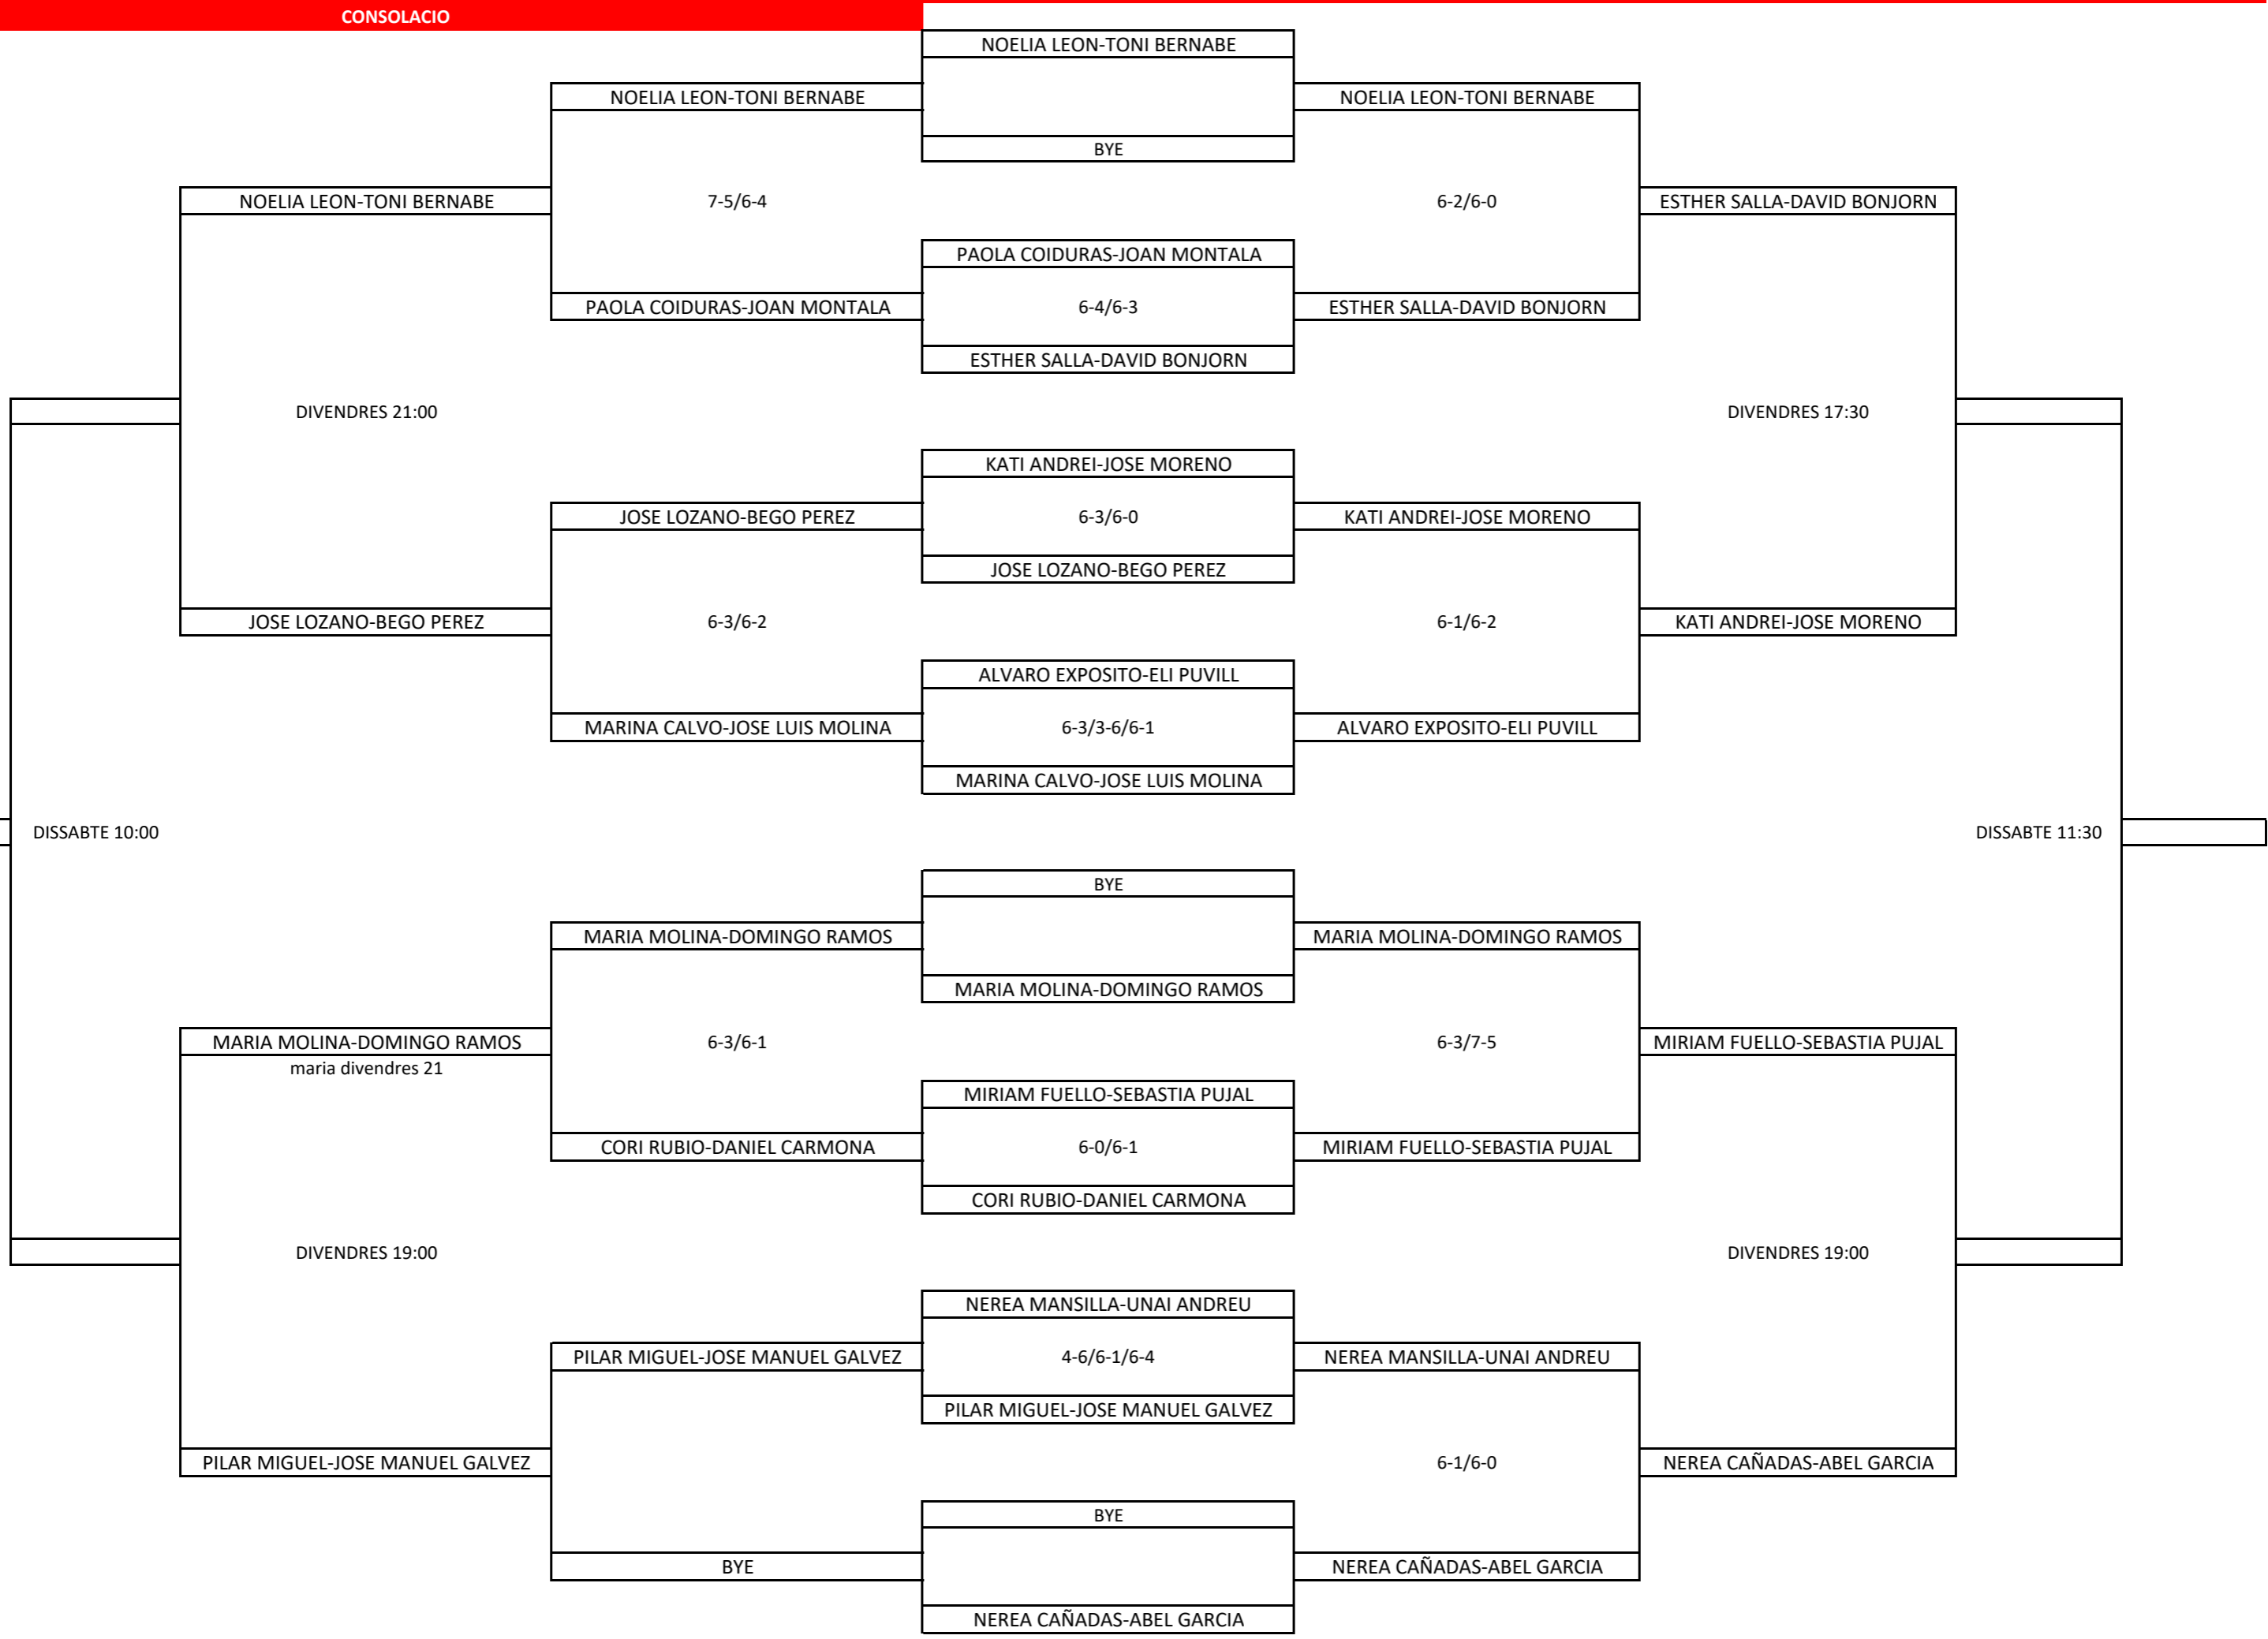 CONSOLACIO
NOELIA LEON-TONI BERNABE
NOELIA LEON-TONI BERNABE
NOELIA LEON-TONI BERNABE
BYE
NOELIA LEON-TONI BERNABE
7-5/6-4
6-2/6-0
ESTHER SALLA-DAVID BONJORN
PAOLA COIDURAS-JOAN MONTALA
PAOLA COIDURAS-JOAN MONTALA
6-4/6-3
ESTHER SALLA-DAVID BONJORN
ESTHER SALLA-DAVID BONJORN
DIVENDRES 21:00
DIVENDRES 17:30
KATI ANDREI-JOSE MORENO
JOSE LOZANO-BEGO PEREZ
6-3/6-0
KATI ANDREI-JOSE MORENO
JOSE LOZANO-BEGO PEREZ
JOSE LOZANO-BEGO PEREZ
6-3/6-2
6-1/6-2
KATI ANDREI-JOSE MORENO
ALVARO EXPOSITO-ELI PUVILL
MARINA CALVO-JOSE LUIS MOLINA
6-3/3-6/6-1
ALVARO EXPOSITO-ELI PUVILL
MARINA CALVO-JOSE LUIS MOLINA
DISSABTE 10:00
DISSABTE 11:30
BYE
MARIA MOLINA-DOMINGO RAMOS
MARIA MOLINA-DOMINGO RAMOS
MARIA MOLINA-DOMINGO RAMOS
MARIA MOLINA-DOMINGO RAMOS
6-3/6-1
6-3/7-5
MIRIAM FUELLO-SEBASTIA PUJAL
maria divendres 21
MIRIAM FUELLO-SEBASTIA PUJAL
CORI RUBIO-DANIEL CARMONA
6-0/6-1
MIRIAM FUELLO-SEBASTIA PUJAL
CORI RUBIO-DANIEL CARMONA
DIVENDRES 19:00
DIVENDRES 19:00
NEREA MANSILLA-UNAI ANDREU
PILAR MIGUEL-JOSE MANUEL GALVEZ
4-6/6-1/6-4
NEREA MANSILLA-UNAI ANDREU
PILAR MIGUEL-JOSE MANUEL GALVEZ
PILAR MIGUEL-JOSE MANUEL GALVEZ
6-1/6-0
NEREA CAÑADAS-ABEL GARCIA
BYE
BYE
NEREA CAÑADAS-ABEL GARCIA
NEREA CAÑADAS-ABEL GARCIA